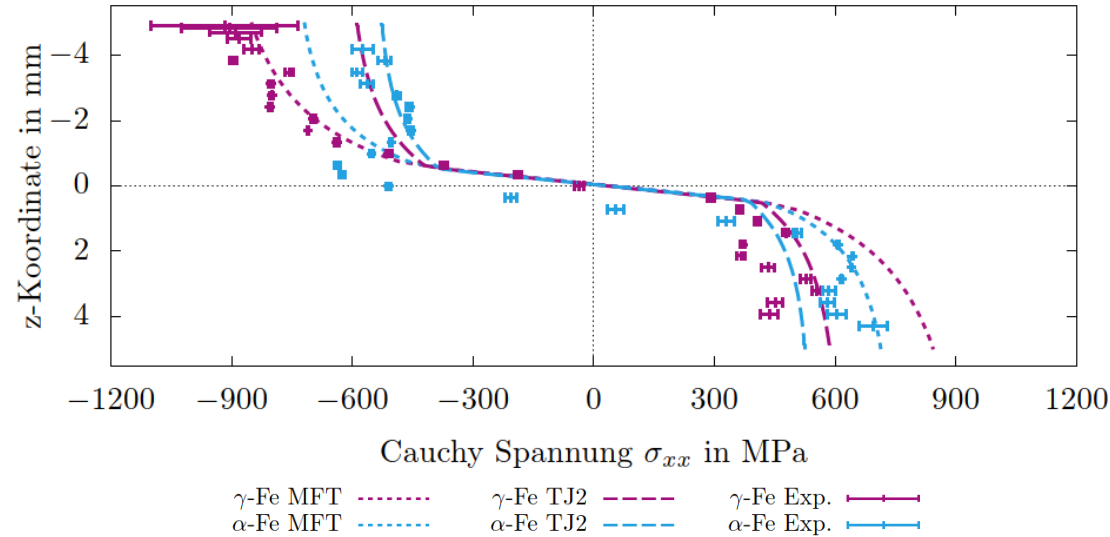 z-Koordinate in mm
−4
−2
0
2
4
−1200 −900 −600 −300 0 300 600 900 1200
Cauchy Spannung σxx in MPa
γ-Fe MFT γ-Fe TJ2 γ-Fe Exp.
α-Fe MFT α-Fe TJ2 α-Fe Exp.